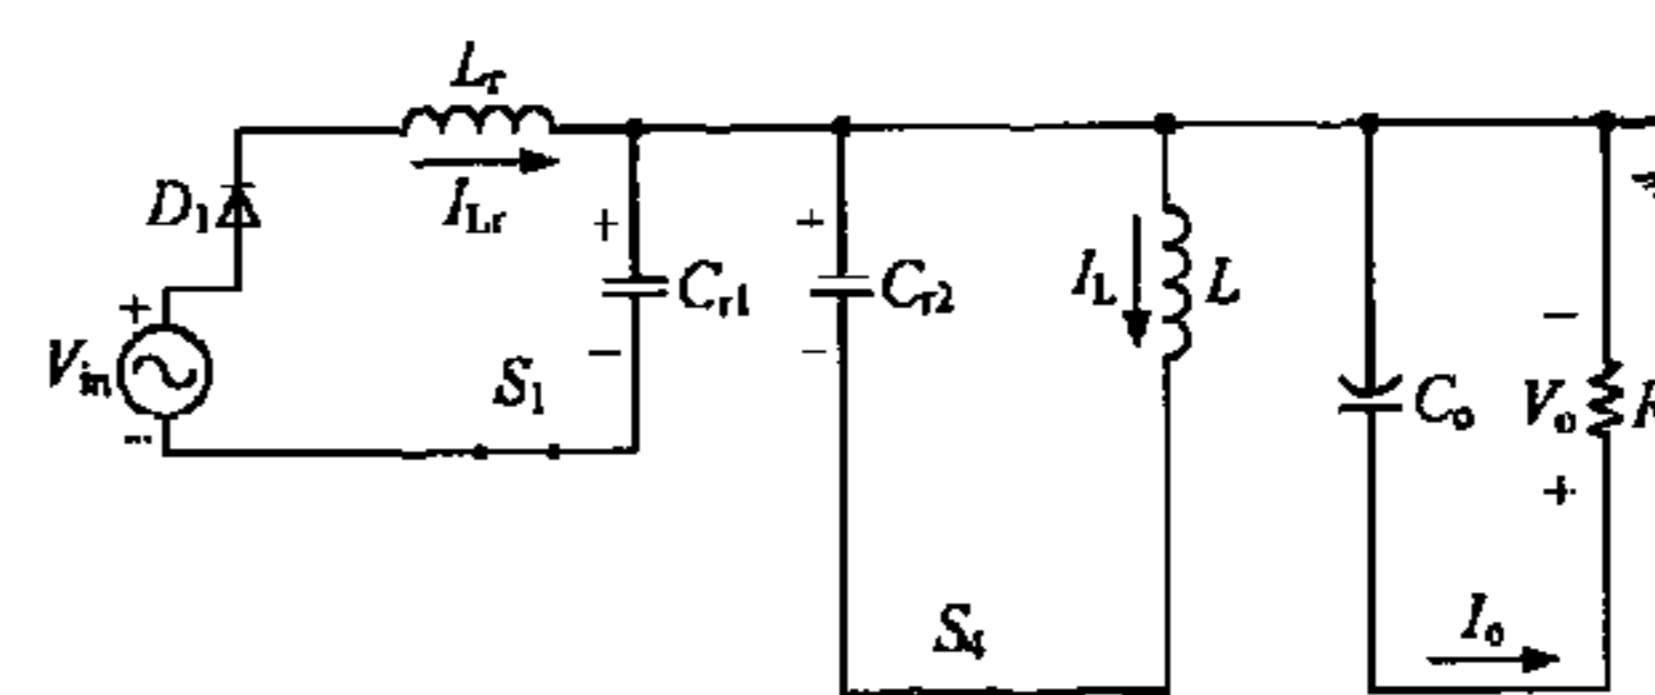 Lr
D1
ILr
+
+
Cr1
Cr2
IL
L
+
Vin
S1
−
−
−
−
Co
Vo
R
+
S4
Io